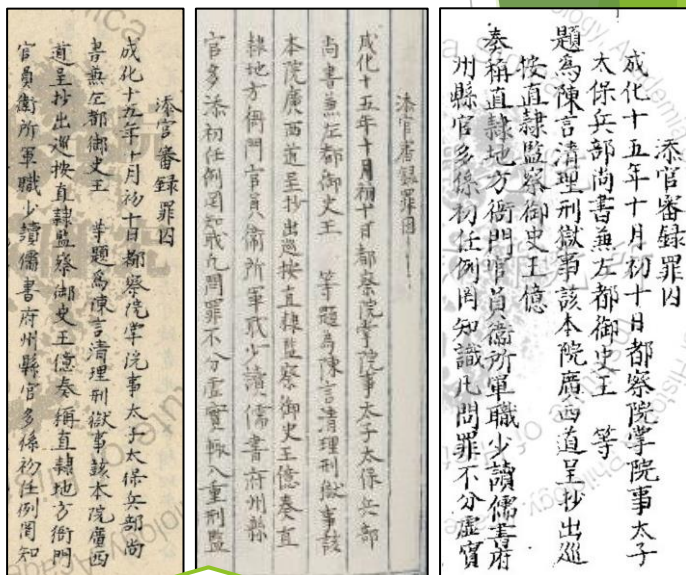 添官審録罪囚
成化十五年十月初十日都察院掌院事太子太保兵部尚
書兼左都御史王 等題為陳言清理刑獄事該本院廣西
道呈抄出巡按直隷監察御史王億奏稱直隷地方衙門
官員衛所軍職少讀儒書府州縣官多係初任例罔知
添官審録罪囚
成化十五年十月初十日都察院掌院事太子太保兵部
尚書兼左都御史王 等題為陳言清理刑獄事該
本院廣西道呈抄出巡按直隷監察御史王億奏直
隷地方衙門官員衛所軍職少讀儒書府州縣
官多添初任例罔知或凡問罪不分虛實輒入重刑監
添官審録罪囚
成化十五年十月初十日都察院掌院事太子
太保兵部尚書兼左都御史王 等
題為陳言清理刑獄事該本院廣西道呈抄出巡
按直隷監察御史王億
奏稱直隷地方衙門官員衛所軍職少讀儒書府
州縣官多係初任例罔知識凡問罪不分虛實